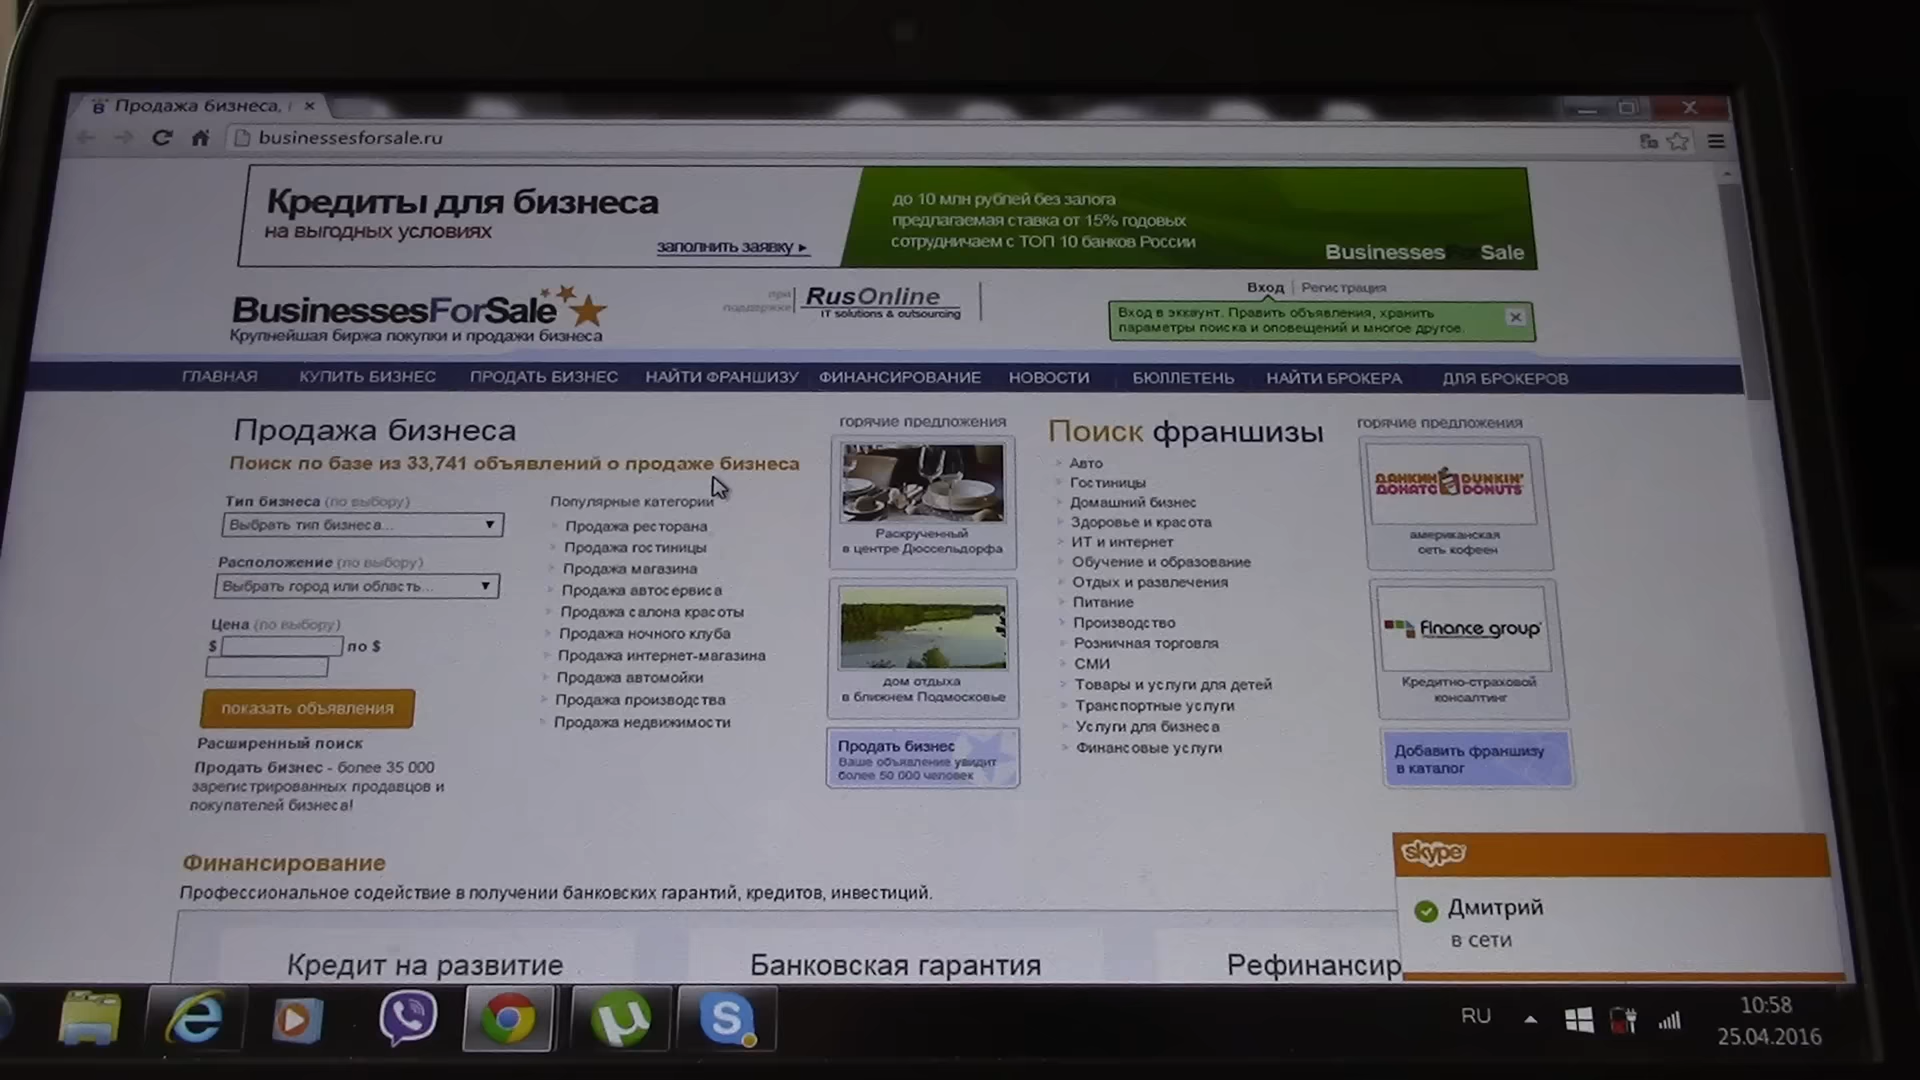 Продажа бизнеса,
businessesforsale.ru
Кредиты для бизнеса
на выгодных условиях
заполнить заявку
до 10 млн рублей без залога
предлагаемая ставка от 15% годовых
сотрудничаем с ТОП 10 банков России
BusinessesForSale
BusinessesForSale
Крупнейшая биржа покупки и продажи бизнеса
при
поддержке
RusOnline
IT solutions & outsourcing
Вход | Регистрация
Вход в эккаунт. Править объявления, хранить
параметры поиска и оповещений и многое другое.
ГЛАВНАЯ КУПИТЬ БИЗНЕС ПРОДАТЬ БИЗНЕС НАЙТИ ФРАНШИЗУ ФИНАНСИРОВАНИЕ НОВОСТИ БЮЛЛЕТЕНЬ НАЙТИ БРОКЕРА ДЛЯ БРОКЕРОВ
Продажа бизнеса
Поиск по базе из 33,741 объявлений о продаже бизнеса
Тип бизнеса (по выбору)
Выбрать тип бизнеса...
Расположение (по выбору)
Выбрать город или область...
Цена (по выбору)
$ по $
показать объявления
Расширенный поиск
Продать бизнес - более 35 000
зарегистрированных продавцов и
покупателей бизнеса!
Популярные категории
Продажа ресторана
Продажа гостиницы
Продажа магазина
Продажа автосервиса
Продажа салона красоты
Продажа ночного клуба
Продажа интернет-магазина
Продажа автомойки
Продажа производства
Продажа недвижимости
горячие предложения
Раскрученный
в центре Дюссельдорфа
дом отдыха
в ближнем Подмосковье
Продать бизнес
Ваше объявление увидит
более 50 000 человек
Поиск франшизы
Авто
Гостиницы
Домашний бизнес
Здоровье и красота
ИТ и интернет
Обучение и образование
Отдых и развлечения
Питание
Производство
Розничная торговля
СМИ
Товары и услуги для детей
Транспортные услуги
Услуги для бизнеса
Финансовые услуги
горячие предложения
ДАНКИН DUNKIN'
ДОНАТС DONUTS
американская
сеть кофеен
Finance group
Кредитно-страховой
консалтинг
Добавить франшизу
в каталог
Финансирование
Профессиональное содействие в получении банковских гарантий, кредитов, инвестиций.
Кредит на развитие
Банковская гарантия
Рефинансир
skype
Дмитрий
в сети
RU
10:58
25.04.2016